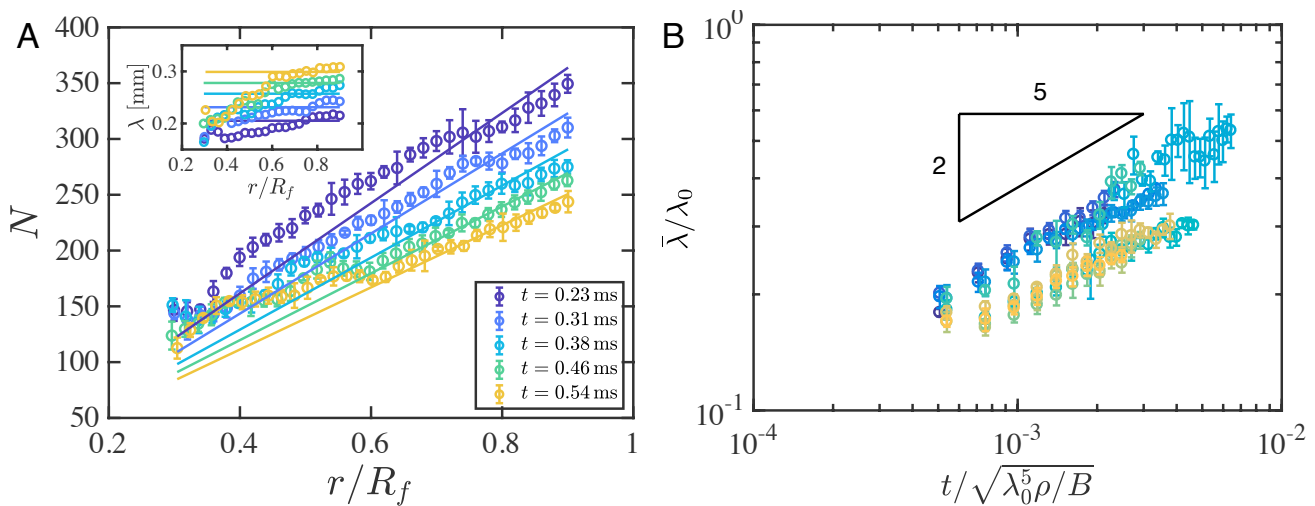 A
400
350
300
250
200
150
100
50
N
0.2
0.4
0.6
0.8
1
r/R_f
λ [mm]
0.3
0.2
0.2
0.4
0.6
0.8
r/R_f
t = 0.23 ms
t = 0.31 ms
t = 0.38 ms
t = 0.46 ms
t = 0.54 ms
B
10^0
10^-1
λ̄/λ_0
5
2
10^-4
10^-3
10^-2
t/√(λ_0^5 ρ/B)